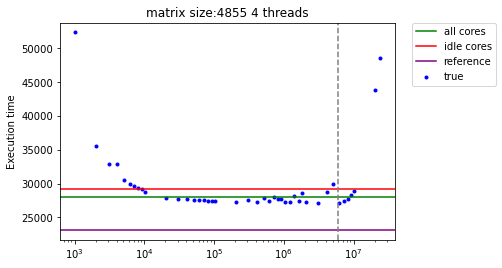 matrix size:4855 4 threads
all cores
idle cores
reference
true
Execution time
50000
45000
40000
35000
30000
25000
10³ 10⁴ 10⁵ 10⁶ 10⁷